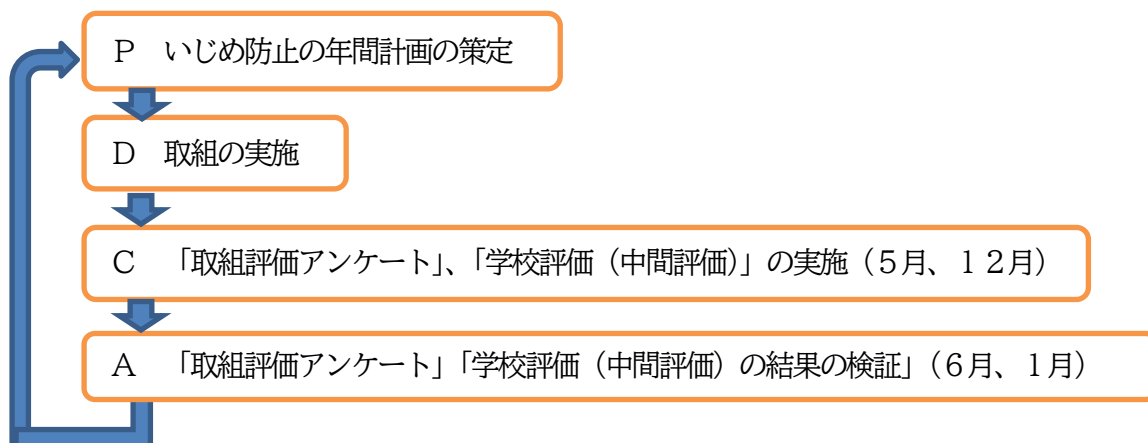 P　いじめ防止の年間計画の策定
D　取組の実施
C　「取組評価アンケート」、「学校評価（中間評価）」の実施（５月、１２月）
A　「取組評価アンケート」「学校評価（中間評価）の結果の検証」（６月、１月）